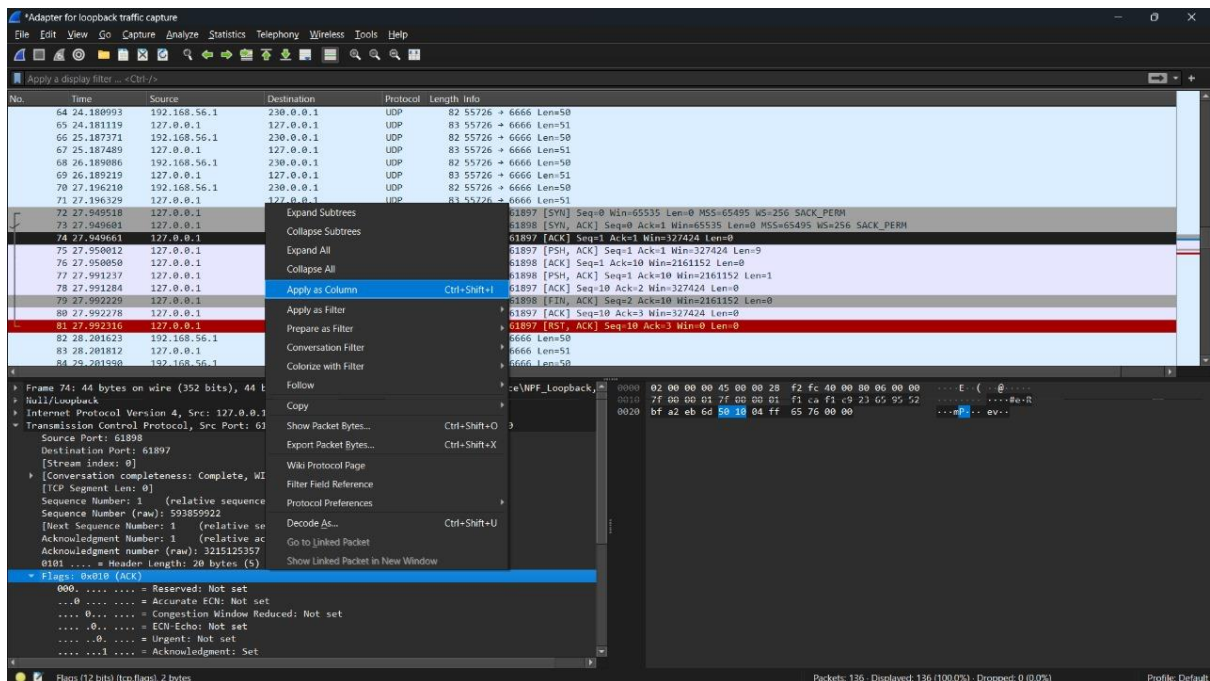 *Adapter for loopback traffic capture
File Edit View Go Capture Analyze Statistics Telephony Wireless Tools Help
Apply a display filter ... <Ctrl-/>
No. Time Source Destination Protocol Length Info
64 24.180993 192.168.56.1 230.0.0.1 UDP 82 55726 → 6666 Len=50
65 24.181119 127.0.0.1 127.0.0.1 UDP 83 55726 → 6666 Len=51
66 25.187371 192.168.56.1 230.0.0.1 UDP 82 55726 → 6666 Len=50
67 25.187489 127.0.0.1 127.0.0.1 UDP 83 55726 → 6666 Len=51
68 26.189086 192.168.56.1 230.0.0.1 UDP 82 55726 → 6666 Len=50
69 26.189219 127.0.0.1 127.0.0.1 UDP 83 55726 → 6666 Len=51
70 27.196210 192.168.56.1 230.0.0.1 UDP 82 55726 → 6666 Len=50
71 27.196329 127.0.0.1 127.0.0.1 UDP 83 55726 → 6666 Len=51
72 27.949518 127.0.0.1 61897 [SYN] Seq=0 Win=65535 Len=0 MSS=65495 WS=256 SACK_PERM
73 27.949601 127.0.0.1 61898 [SYN, ACK] Seq=0 Ack=1 Win=65535 Len=0 MSS=65495 WS=256 SACK_PERM
74 27.949661 127.0.0.1 61897 [ACK] Seq=1 Ack=1 Win=327424 Len=0
75 27.950012 127.0.0.1 61897 [PSH, ACK] Seq=1 Ack=1 Win=327424 Len=9
76 27.950050 127.0.0.1 61898 [ACK] Seq=1 Ack=10 Win=2161152 Len=0
77 27.991237 127.0.0.1 61898 [PSH, ACK] Seq=1 Ack=10 Win=2161152 Len=1
78 27.991284 127.0.0.1 61897 [ACK] Seq=10 Ack=2 Win=327424 Len=0
79 27.992229 127.0.0.1 61898 [FIN, ACK] Seq=2 Ack=10 Win=2161152 Len=0
80 27.992278 127.0.0.1 61897 [ACK] Seq=10 Ack=3 Win=327424 Len=0
81 27.992316 127.0.0.1 61897 [RST, ACK] Seq=10 Ack=3 Win=0 Len=0
82 28.201623 192.168.56.1 6666 Len=50
83 28.201812 127.0.0.1 6666 Len=51
84 29.201990 192.168.56.1 6666 Len=50
Expand Subtrees
Collapse Subtrees
Expand All
Collapse All
Apply as Column Ctrl+Shift+I
Apply as Filter
Prepare as Filter
Conversation Filter
Colorize with Filter
Follow
Copy
Show Packet Bytes... Ctrl+Shift+O
Export Packet Bytes... Ctrl+Shift+X
Wiki Protocol Page
Filter Field Reference
Protocol Preferences
Decode As... Ctrl+Shift+U
Go to Linked Packet
Show Linked Packet in New Window
Frame 74: 44 bytes on wire (352 bits), 44 b ce\NPF_Loopback,
Null/Loopback
Internet Protocol Version 4, Src: 127.0.0.1
Transmission Control Protocol, Src Port: 61
Source Port: 61898
Destination Port: 61897
[Stream index: 0]
[Conversation completeness: Complete, WI
[TCP Segment Len: 0]
Sequence Number: 1 (relative sequence
Sequence Number (raw): 593859922
[Next Sequence Number: 1 (relative se
Acknowledgment Number: 1 (relative ac
Acknowledgment number (raw): 3215125357
0101 .... = Header Length: 20 bytes (5)
Flags: 0x010 (ACK)
000. .... .... = Reserved: Not set
...0 .... .... = Accurate ECN: Not set
.... 0... .... = Congestion Window Reduced: Not set
.... .0.. .... = ECN-Echo: Not set
.... ..0. .... = Urgent: Not set
.... ...1 .... = Acknowledgment: Set
0000 02 00 00 00 45 00 00 28 f2 fc 40 00 80 06 00 00 ····E··( ··@·····
0010 7f 00 00 01 7f 00 00 01 f1 ca f1 c9 23 65 95 52 ········ ····#e·R
0020 bf a2 eb 6d 50 10 04 ff 65 76 00 00 ···mP··· ev··
Flags (12 bits) (tcp.flags), 2 bytes
Packets: 136 · Displayed: 136 (100.0%) · Dropped: 0 (0.0%)
Profile: Default